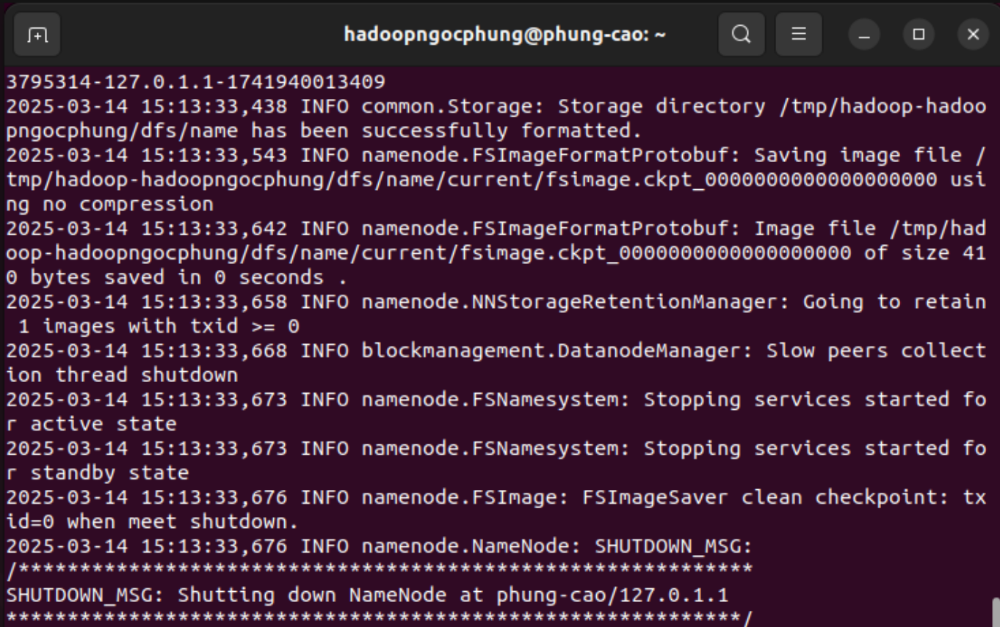 hadoopngocphung@phung-cao: ~
3795314-127.0.1.1-1741940013409
2025-03-14 15:13:33,438 INFO common.Storage: Storage directory /tmp/hadoop-hadoo
pngocphung/dfs/name has been successfully formatted.
2025-03-14 15:13:33,543 INFO namenode.FSImageFormatProtobuf: Saving image file /
tmp/hadoop-hadoopngocphung/dfs/name/current/fsimage.ckpt_0000000000000000000 usi
ng no compression
2025-03-14 15:13:33,642 INFO namenode.FSImageFormatProtobuf: Image file /tmp/had
oop-hadoopngocphung/dfs/name/current/fsimage.ckpt_0000000000000000000 of size 41
0 bytes saved in 0 seconds .
2025-03-14 15:13:33,658 INFO namenode.NNStorageRetentionManager: Going to retain
 1 images with txid >= 0
2025-03-14 15:13:33,668 INFO blockmanagement.DatanodeManager: Slow peers collect
ion thread shutdown
2025-03-14 15:13:33,673 INFO namenode.FSNamesystem: Stopping services started fo
r active state
2025-03-14 15:13:33,673 INFO namenode.FSNamesystem: Stopping services started fo
r standby state
2025-03-14 15:13:33,676 INFO namenode.FSImage: FSImageSaver clean checkpoint: tx
id=0 when meet shutdown.
2025-03-14 15:13:33,676 INFO namenode.NameNode: SHUTDOWN_MSG:
/************************************************************
SHUTDOWN_MSG: Shutting down NameNode at phung-cao/127.0.1.1
************************************************************/